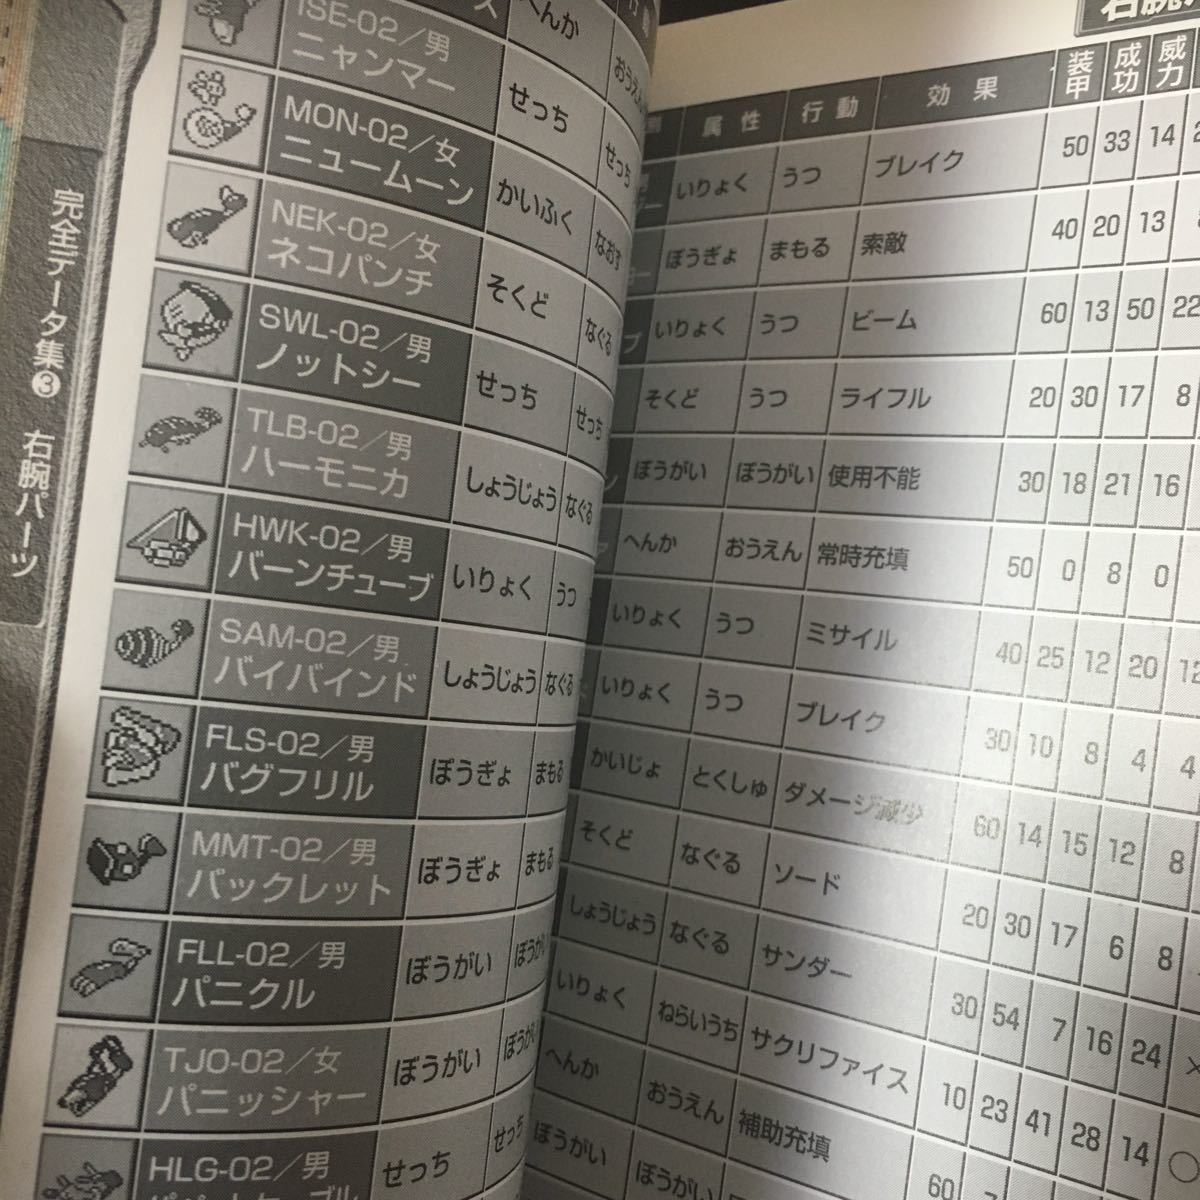 完全データ集❸ 右腕パーツ
ISE-02／男
ニャンマー
へんか
おうえん
MON-02／女
ニュームーン
せっち
せっち
NEK-02／女
ネコパンチ
かいふく
なおす
SWL-02／男
ノットシー
そくど
なぐる
TLB-02／男
ハーモニカ
せっち
せっち
HWK-02／男
バーンチューブ
しょうじょう
なぐる
SAM-02／男
バイバインド
いりょく
うつ
FLS-02／男
バグフリル
しょうじょう
なぐる
MMT-02／男
バックレット
ぼうぎょ
まもる
FLL-02／男
パニクル
ぼうぎょ
まもる
TJO-02／女
パニッシャー
ぼうがい
ぼうがい
HLG-02／男
ぼうがい
せっち
せっち
右腕
属性 行動 効果 装甲 成功 威力
いりょく うつ ブレイク 50 33 14
ぼうぎょ まもる 索敵 40 20 13
いりょく うつ ビーム 60 13 50 22
そくど うつ ライフル 20 30 17 8
ぼうがい ぼうがい 使用不能 30 18 21 16
へんか おうえん 常時充填 50 0 8 0
いりょく うつ ミサイル 40 25 12 20 12
いりょく うつ ブレイク 30 10 8 4 4
かいじょ とくしゅ ダメージ減少 60 14 15 12 8
そくど なぐる ソード 20 30 17 6 8
しょうじょう なぐる サンダー 30 54 7 16 24 ×
いりょく ねらいうち サクリファイス 10 23 41 28 14 ○
へんか おうえん 補助充填 60
ぼうがい ぼうがい